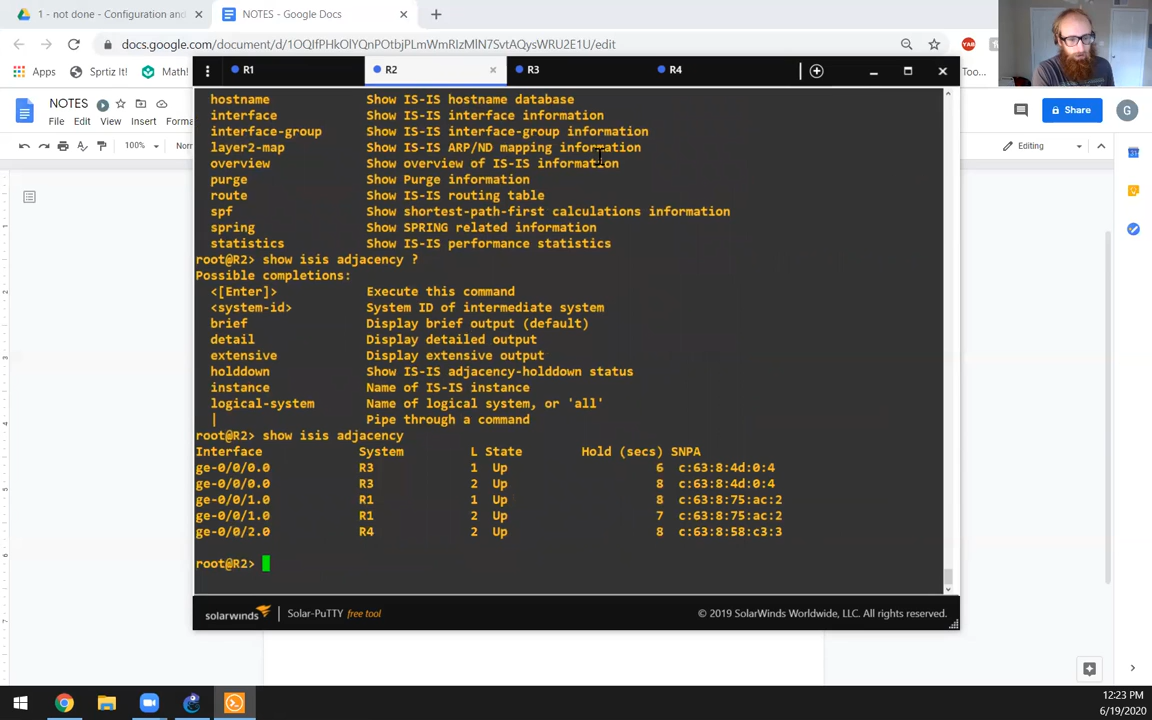 1 - not done - Configuration and
NOTES - Google Docs
docs.google.com/document/d/1OQIfPHkOlYQnPOtbjPLmWmRlzMlN7SvtAQysWRU2E1U/edit
YAB
Apps
Sprtiz It!
Math!
Too...
R1
R2
R3
R4
NOTES
File
Edit
View
Insert
Forma
Share
G
100%
Nor
Editing
hostname Show IS-IS hostname database
interface Show IS-IS interface information
interface-group Show IS-IS interface-group information
layer2-map Show IS-IS ARP/ND mapping information
overview Show overview of IS-IS information
purge Show Purge information
route Show IS-IS routing table
spf Show shortest-path-first calculations information
spring Show SPRING related information
statistics Show IS-IS performance statistics
root@R2> show isis adjacency ?
Possible completions:
<[Enter]> Execute this command
<system-id> System ID of intermediate system
brief Display brief output (default)
detail Display detailed output
extensive Display extensive output
holddown Show IS-IS adjacency-holddown status
instance Name of IS-IS instance
logical-system Name of logical system, or 'all'
| Pipe through a command
root@R2> show isis adjacency
Interface System L State Hold (secs) SNPA
ge-0/0/0.0 R3 1 Up 6 c:63:8:4d:0:4
ge-0/0/0.0 R3 2 Up 8 c:63:8:4d:0:4
ge-0/0/1.0 R1 1 Up 8 c:63:8:75:ac:2
ge-0/0/1.0 R1 2 Up 7 c:63:8:75:ac:2
ge-0/0/2.0 R4 2 Up 8 c:63:8:58:c3:3
root@R2>
solarwinds Solar-PuTTY free tool
© 2019 SolarWinds Worldwide, LLC. All rights reserved.
12:23 PM
6/19/2020